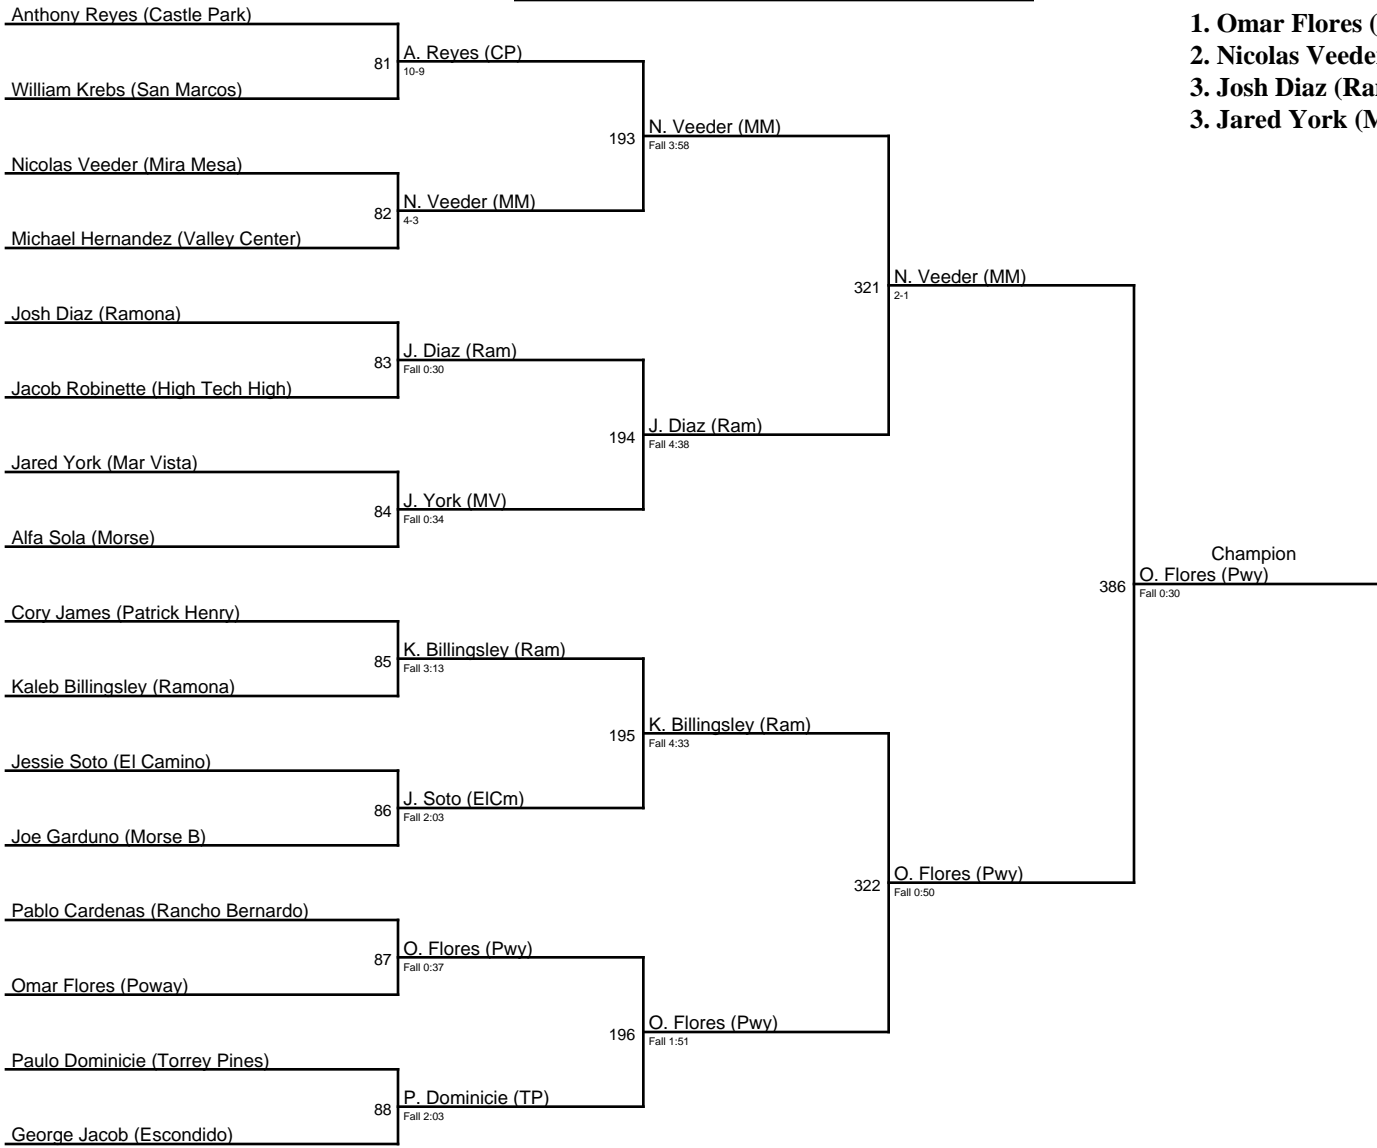 Anthony Reyes (Castle Park)
81
A. Reyes (CP)
10-9
William Krebs (San Marcos)
193
N. Veeder (MM)
Fall 3:58
Nicolas Veeder (Mira Mesa)
82
N. Veeder (MM)
4-3
Michael Hernandez (Valley Center)
321
N. Veeder (MM)
2-1
Josh Diaz (Ramona)
83
J. Diaz (Ram)
Fall 0:30
Jacob Robinette (High Tech High)
194
J. Diaz (Ram)
Fall 4:38
Jared York (Mar Vista)
84
J. York (MV)
Fall 0:34
Alfa Sola (Morse)
386
Champion
O. Flores (Pwy)
Fall 0:30
Cory James (Patrick Henry)
85
K. Billingsley (Ram)
Fall 3:13
Kaleb Billingsley (Ramona)
195
K. Billingsley (Ram)
Fall 4:33
Jessie Soto (El Camino)
86
J. Soto (ElCm)
Fall 2:03
Joe Garduno (Morse B)
322
O. Flores (Pwy)
Fall 0:50
Pablo Cardenas (Rancho Bernardo)
87
O. Flores (Pwy)
Fall 0:37
Omar Flores (Poway)
196
O. Flores (Pwy)
Fall 1:51
Paulo Dominicie (Torrey Pines)
88
P. Dominicie (TP)
Fall 2:03
George Jacob (Escondido)
1. Omar Flores (
2. Nicolas Veede
3. Josh Diaz (Ra
3. Jared York (M